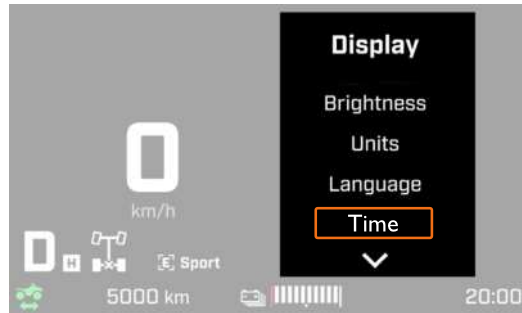 Display
Brightness
Units
Language
Time
0
km/h
D H [E] Sport
5000 km
20:00